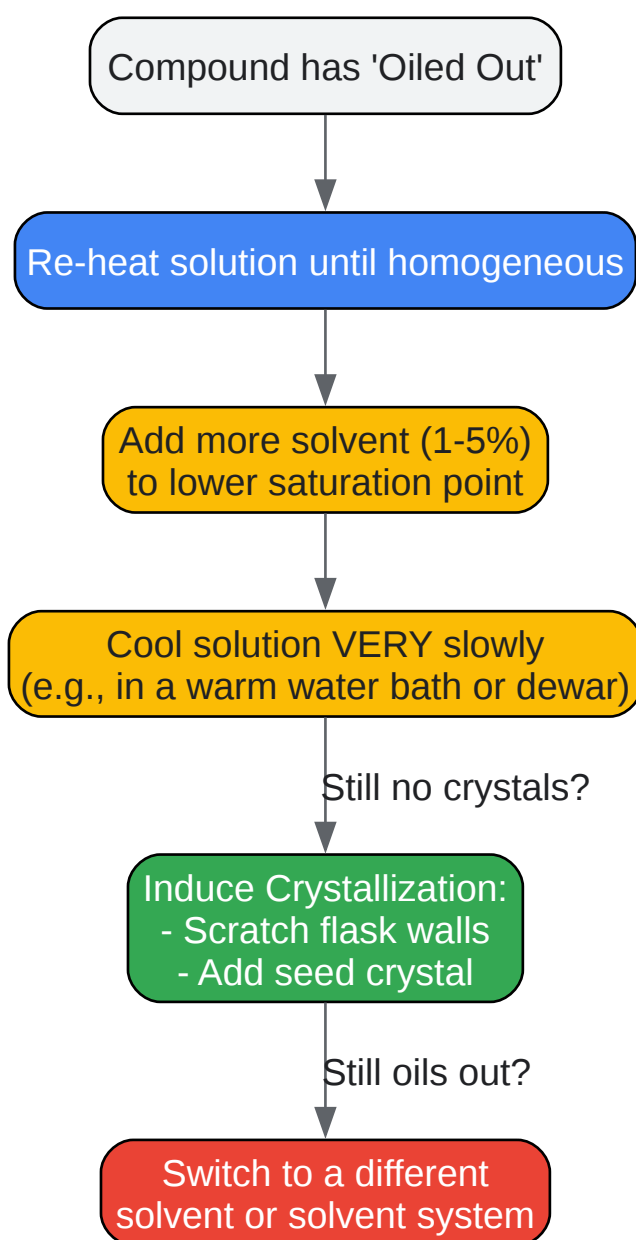 Compound has 'Oiled Out'
Re-heat solution until homogeneous
Add more solvent (1-5%)
to lower saturation point
Cool solution VERY slowly
(e.g., in a warm water bath or dewar)
Still no crystals?
Induce Crystallization:
- Scratch flask walls
- Add seed crystal
Still oils out?
Switch to a different
solvent or solvent system